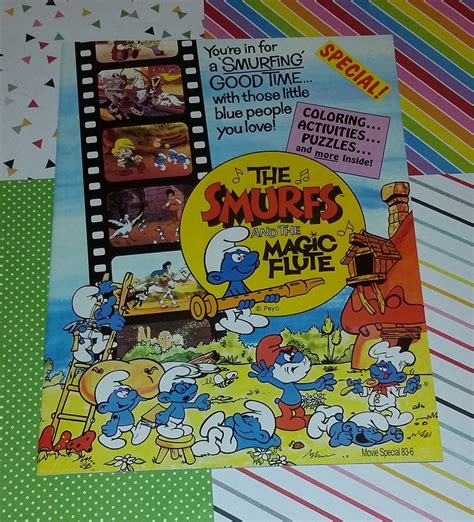 You're in for
a 'SMURFING'
GOOD TIME...
with those little
blue people
you love!
SPECIAL!
COLORING...
ACTIVITIES...
PUZZLES...
and more Inside!
THE
SMURFS
AND THE
MAGIC
FLUTE
© Peyo
Movie Special 83-6